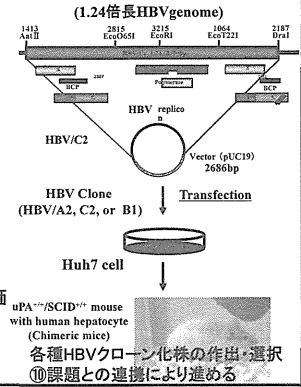 (1.24倍長HBVgenome)
1413 2815 3215 1064 2187
EcoO65I EcoRI EcoT22I DraI
BCP BCP
HBV replico
n
HBV/C2
Vector (pUC19)
2686bp
HBV Clone Transfection
(HBV/A2, C2, or B1)
Huh7 cell
uPA+/+/SCID+/+ mouse
with human hepatocyte
(Chimeric mice)
各種HBVクローン化株の作出・選択
⑩課題との連携により進める